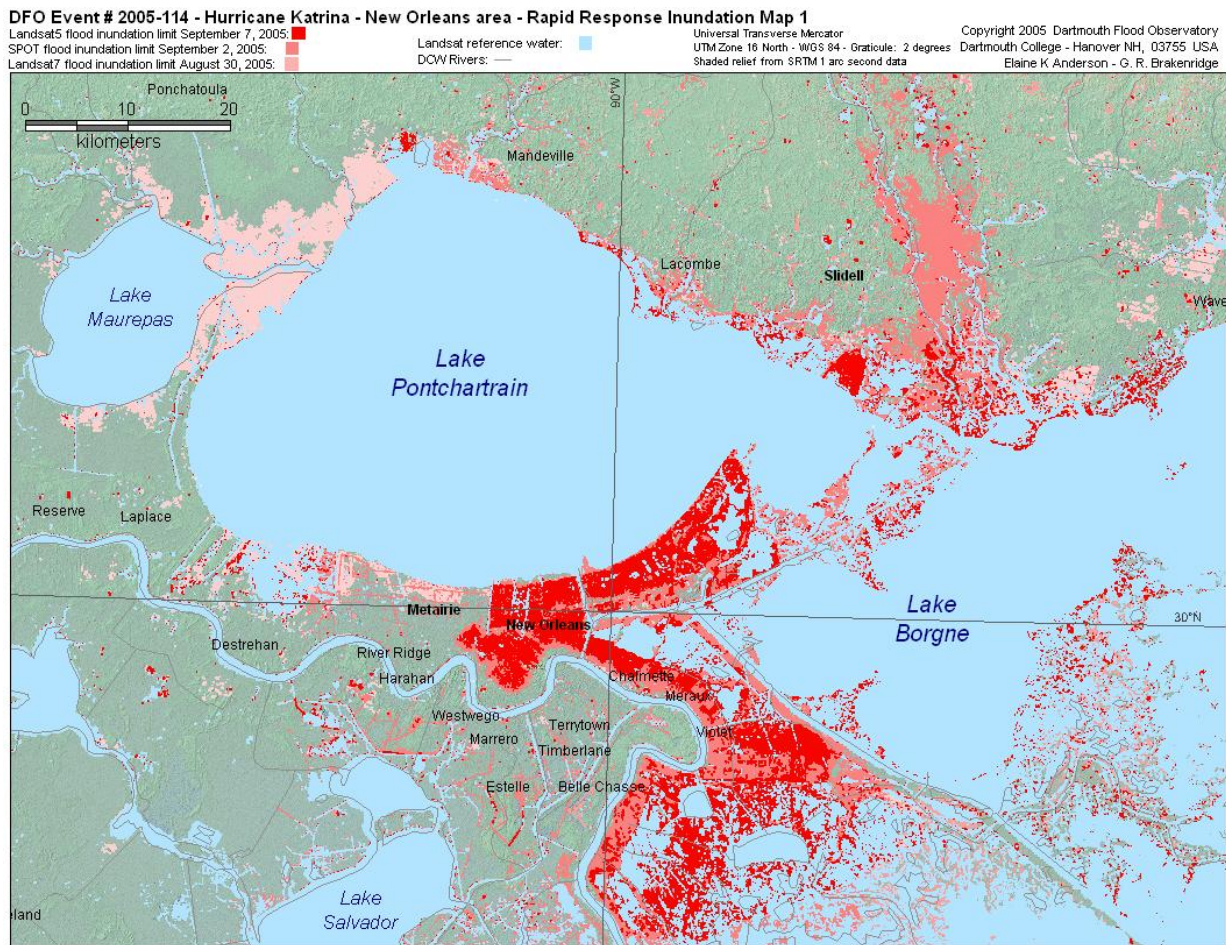 DFO Event # 2005-114 - Hurricane Katrina - New Orleans area - Rapid Response Inundation Map 1
Landsat5 flood inundation limit September 7, 2005:
SPOT flood inundation limit September 2, 2005:
Landsat7 flood inundation limit August 30, 2005:
Landsat reference water:
DCW Rivers:
Universal Transverse Mercator
UTM Zone 16 North - WGS 84 - Graticule: 2 degrees
Shaded relief from SRTM 1 arc second data
Copyright 2005 Dartmouth Flood Observatory
Dartmouth College - Hanover NH, 03755 USA
Elaine K Anderson - G. R. Brakenridge
Ponchatoula
0 10 20
kilometers
90°W
Mandeville
Lacombe
Slidell
Lake
Maurepas
Wave
Lake
Pontchartrain
Reserve
Laplace
Metairie
New Orleans
Lake
Borgne
30°N
Destrehan
River Ridge
Harahan
Chalmette
Meraux
Westwego
Terrytown
Violet
Marrero
Timberlane
Estelle
Belle Chasse
Lake
Salvador
eland